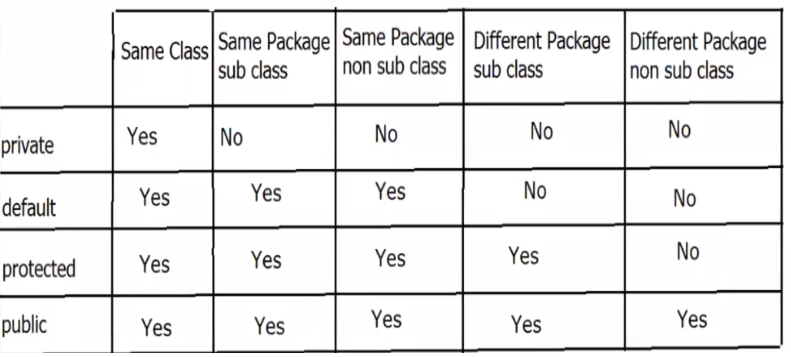 Same Class Same Package sub class Same Package non sub class Different Package sub class Different Package non sub class
private Yes No No No No
default Yes Yes Yes No No
protected Yes Yes Yes Yes No
public Yes Yes Yes Yes Yes